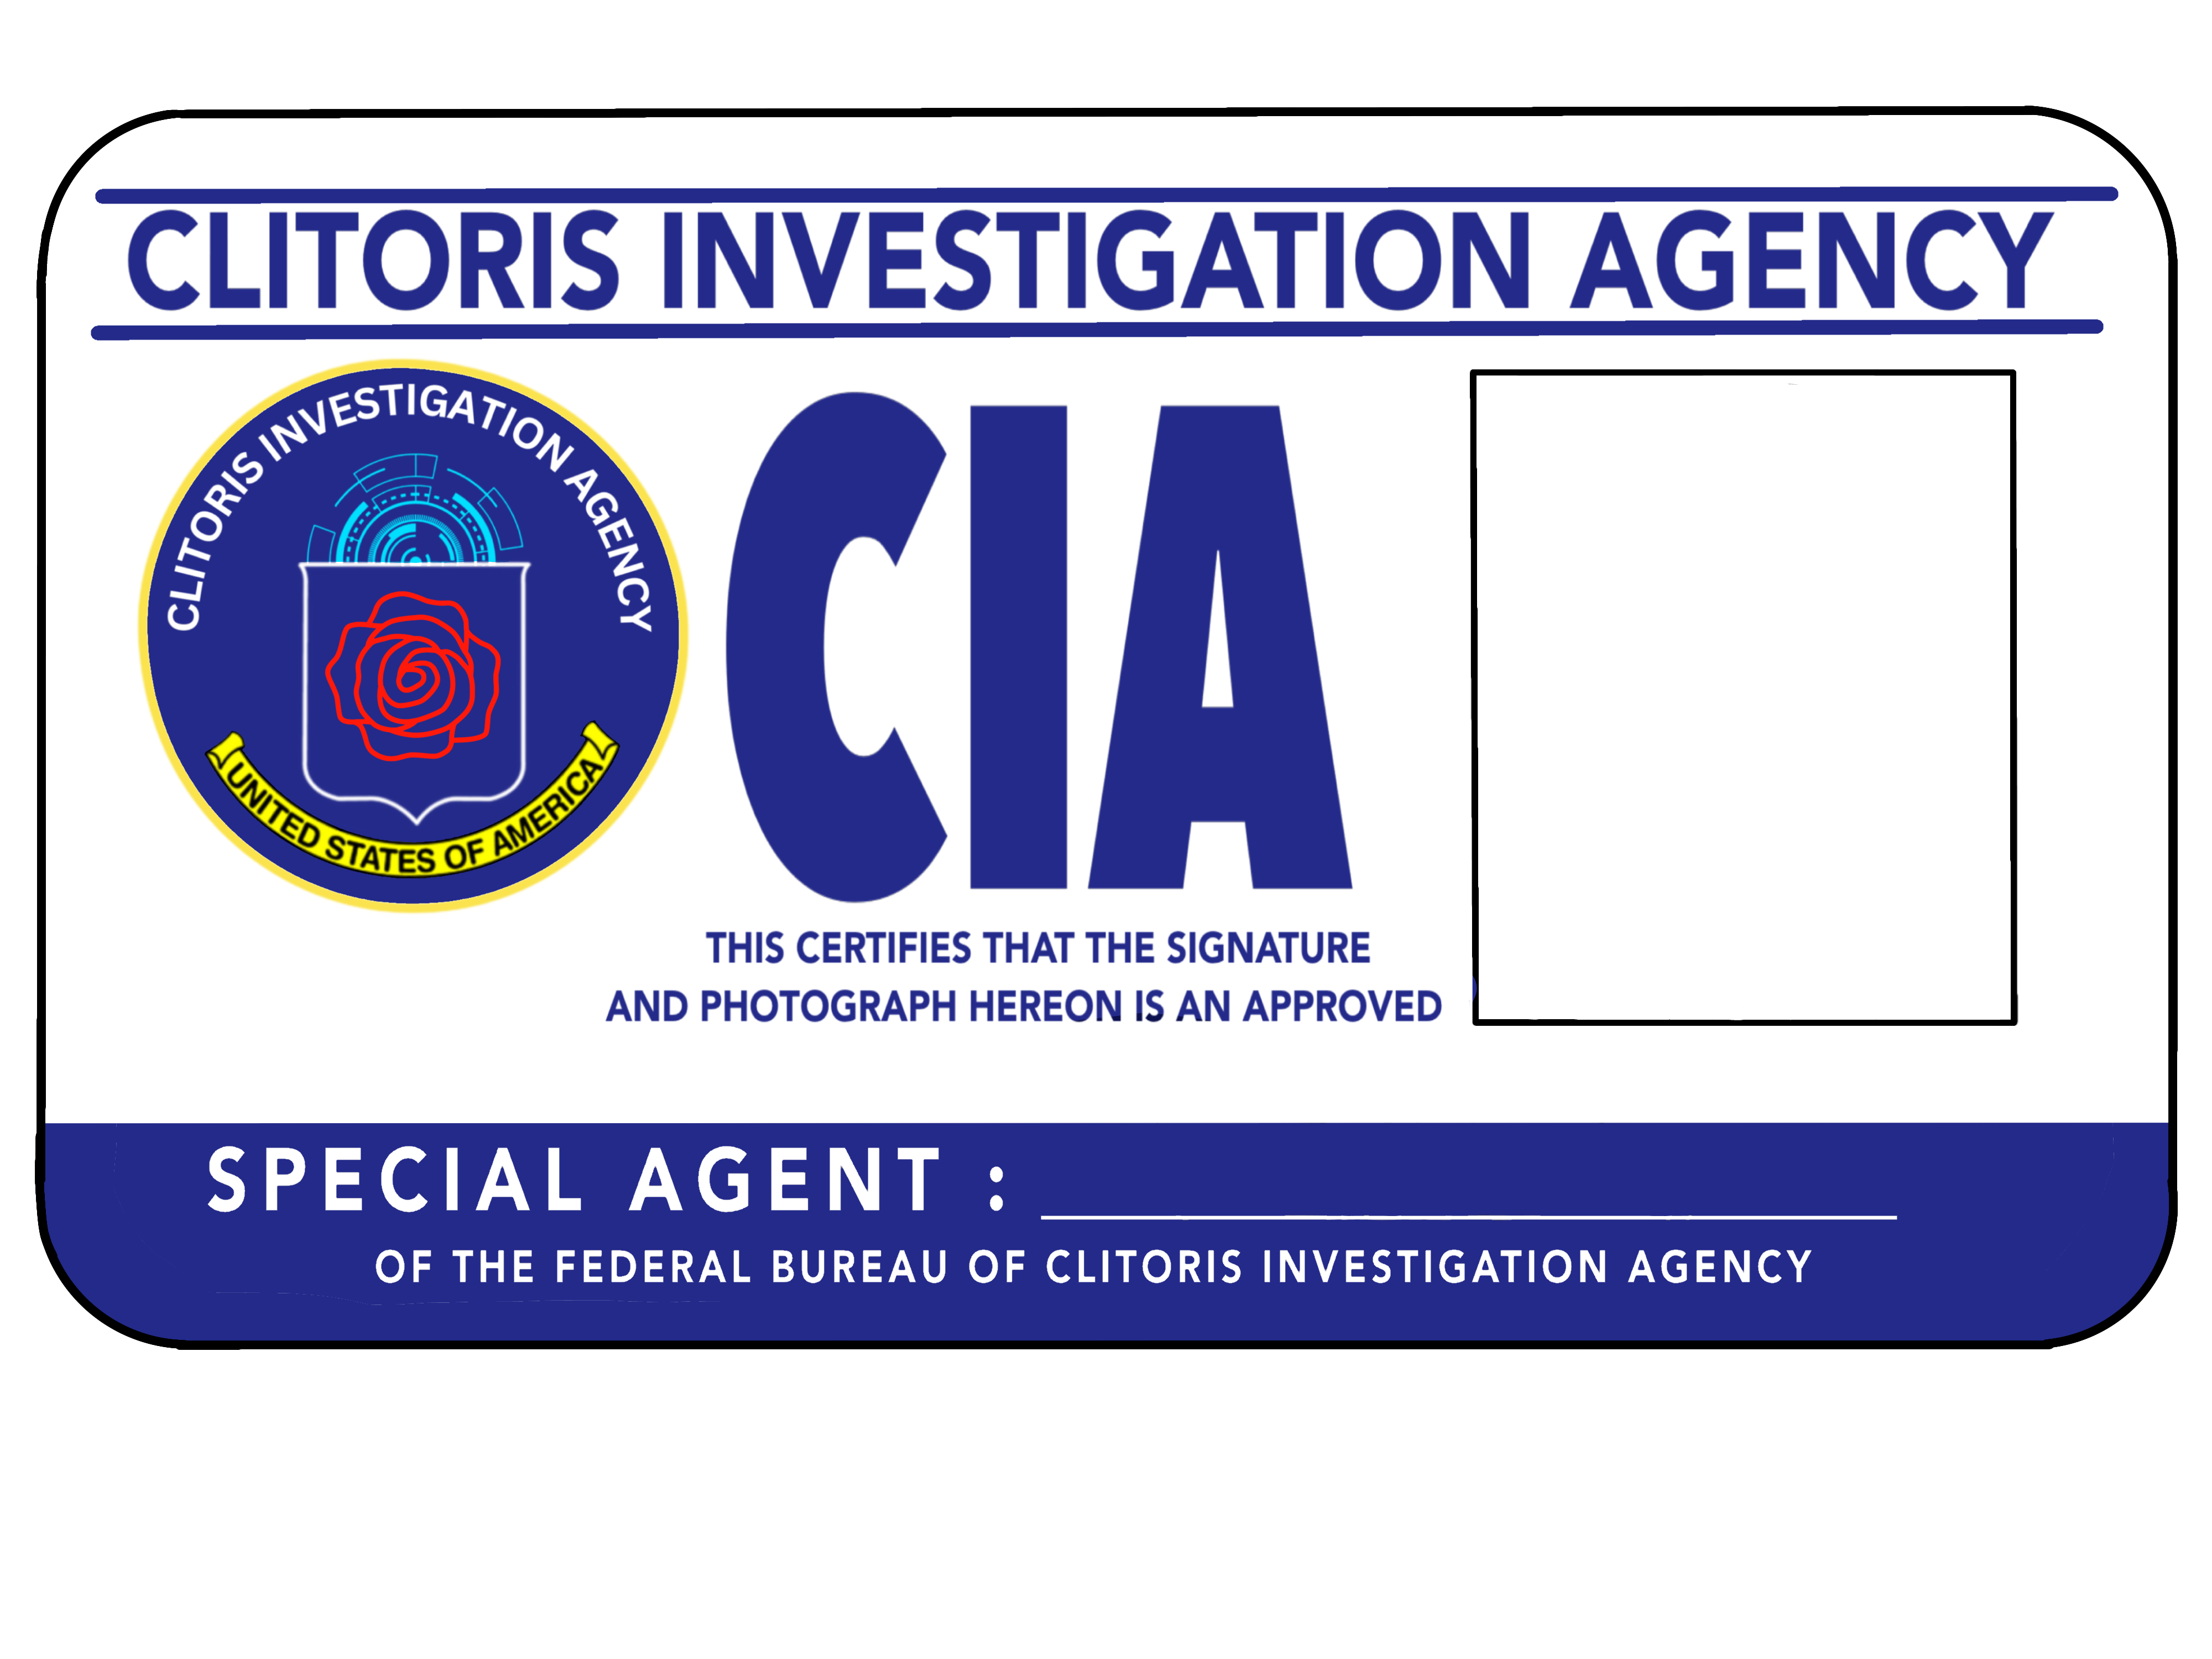 CLITORIS INVESTIGATION AGENCY
CLITORIS INVESTIGATION AGENCY
UNITED STATES OF AMERICA
CIA
THIS CERTIFIES THAT THE SIGNATURE
AND PHOTOGRAPH HEREON IS AN APPROVED
SPECIAL AGENT :
OF THE FEDERAL BUREAU OF CLITORIS INVESTIGATION AGENCY